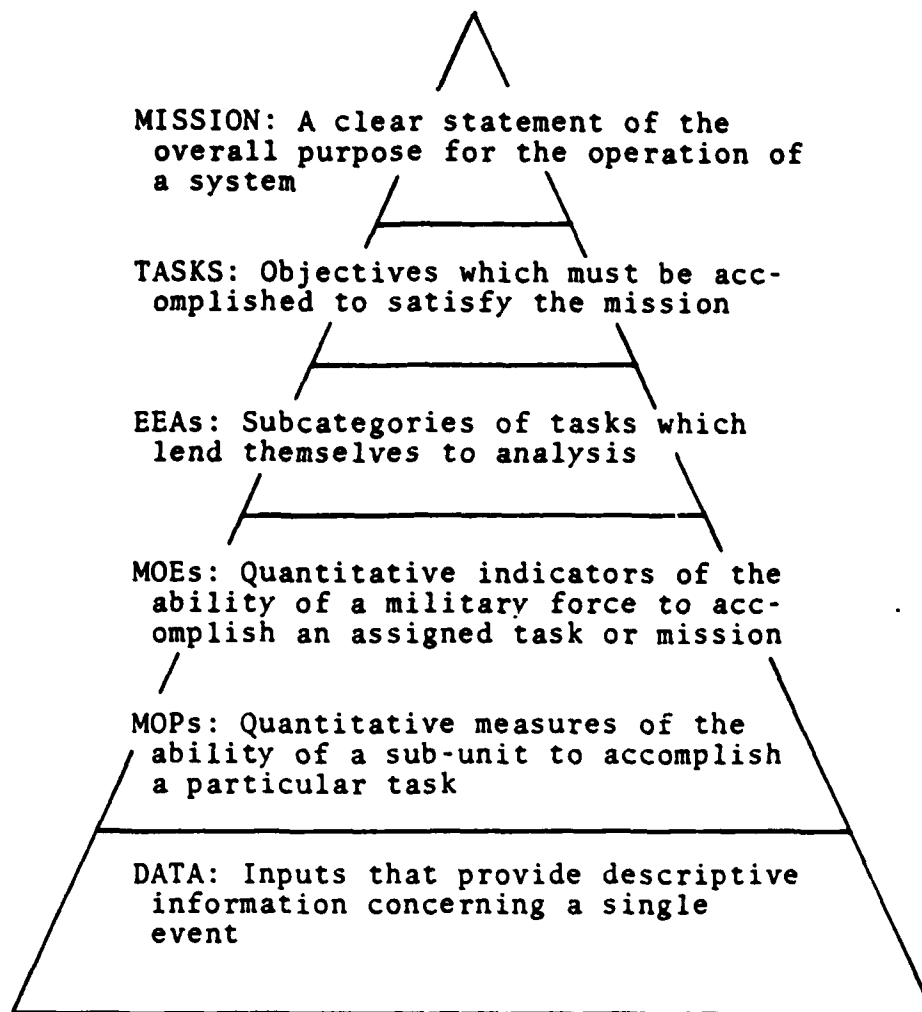 MISSION: A clear statement of the
overall purpose for the operation of
a system
TASKS: Objectives which must be acc-
omplished to satisfy the mission
EEAs: Subcategories of tasks which
lend themselves to analysis
MOEs: Quantitative indicators of the
ability of a military force to acc-
omplish an assigned task or mission
MOPs: Quantitative measures of the
ability of a sub-unit to accomplish
a particular task
DATA: Inputs that provide descriptive
information concerning a single
event